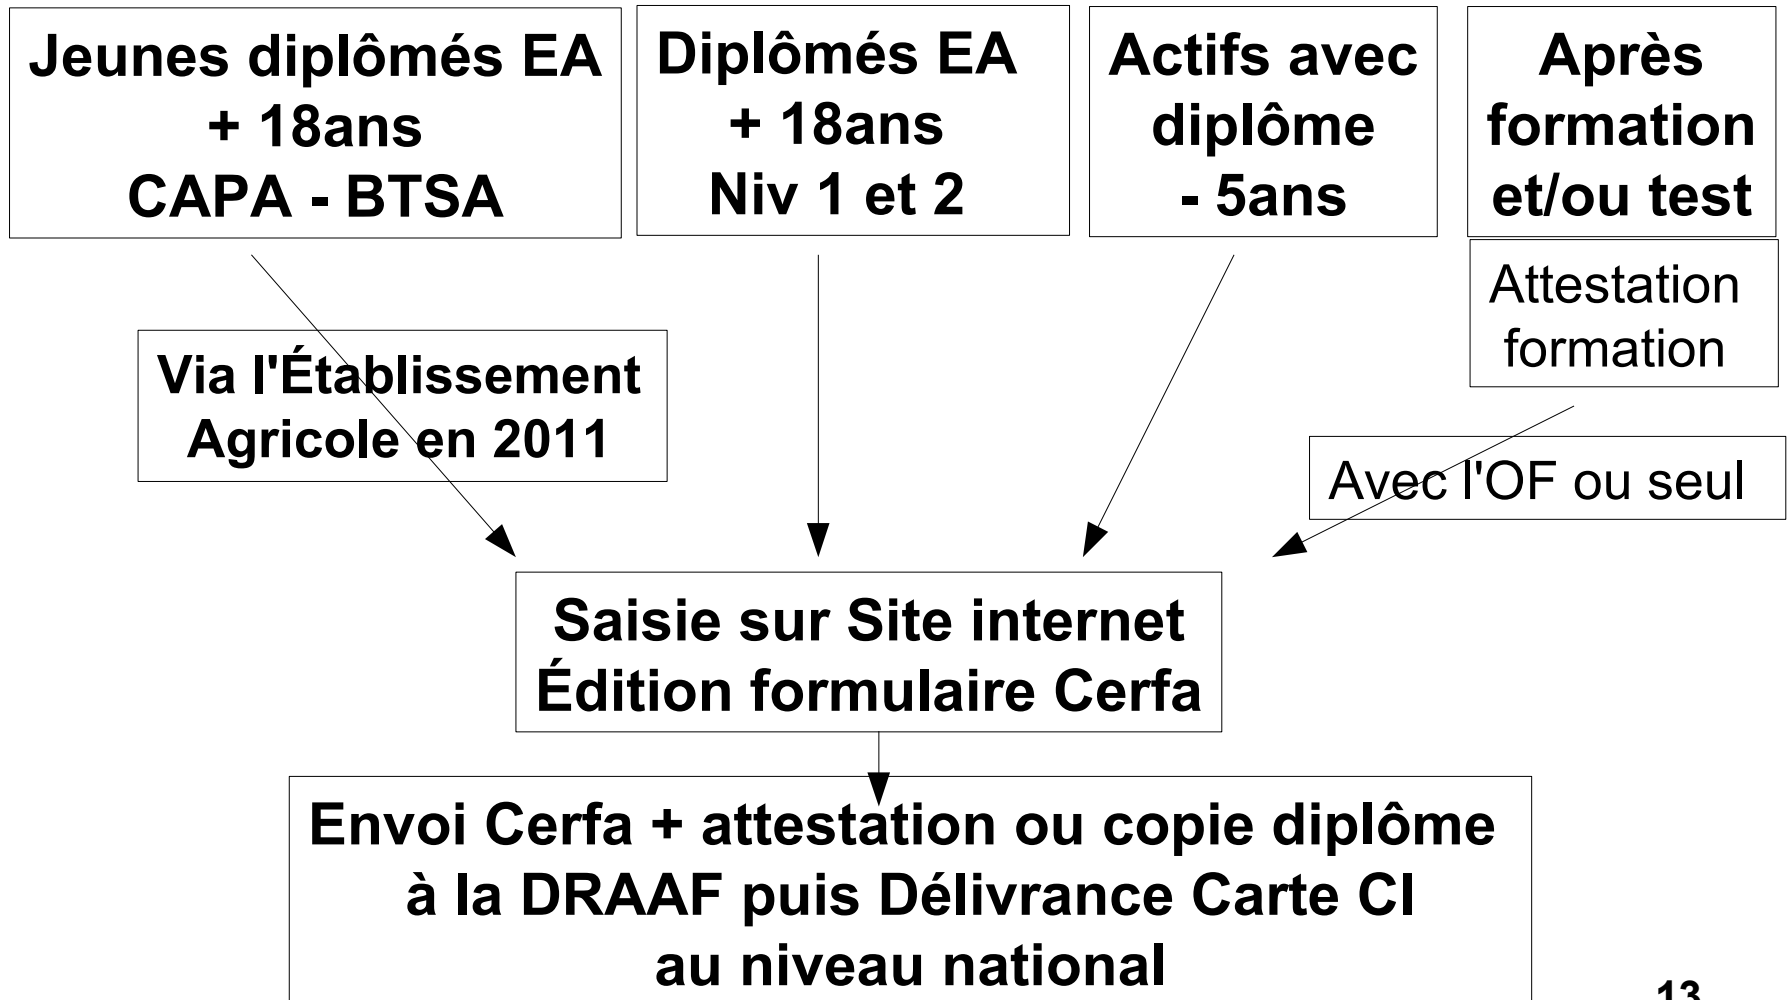 Jeunes diplômés EA
+ 18ans
CAPA - BTSA
Diplômés EA
+ 18ans
Niv 1 et 2
Actifs avec
diplôme
- 5ans
Après
formation
et/ou test
Attestation
formation
Via l'Établissement
Agricole en 2011
Avec l'OF ou seul
Saisie sur Site internet
Édition formulaire Cerfa
Envoi Cerfa + attestation ou copie diplôme
à la DRAAF puis Délivrance Carte CI
au niveau national
13